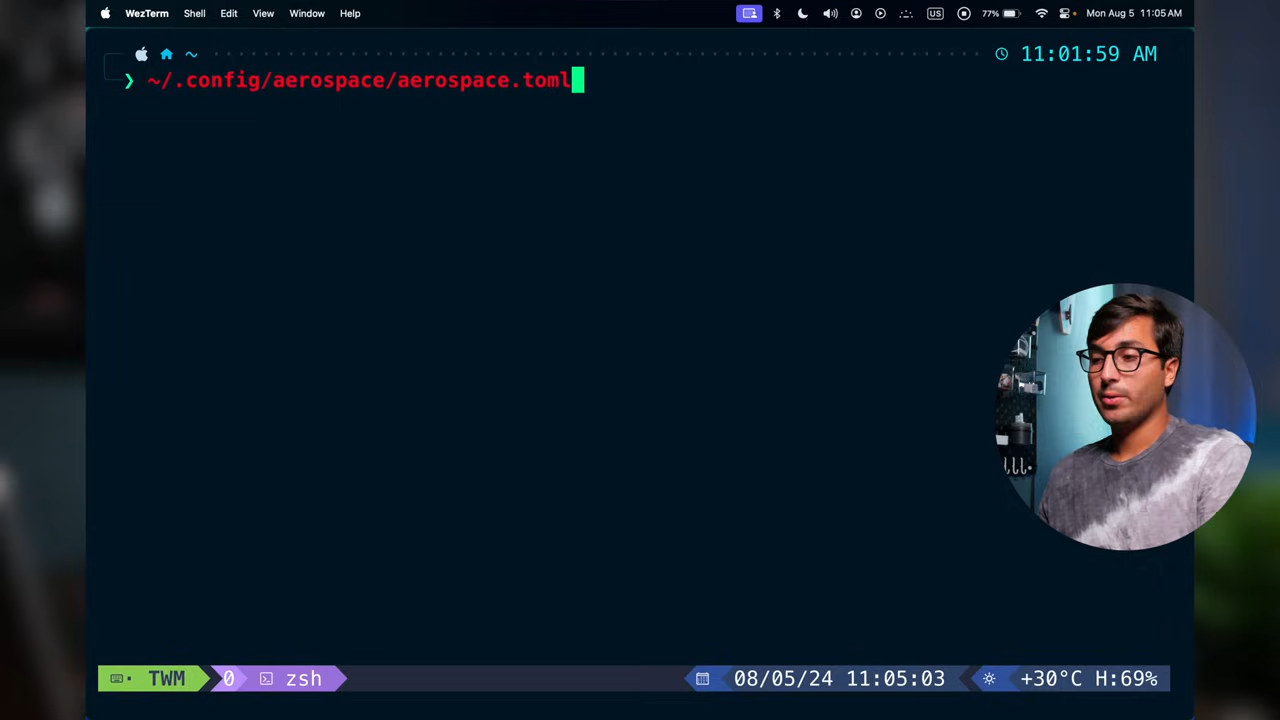 WezTerm Shell Edit View Window Help US 77% Mon Aug 5 11:05 AM
~ 11:01:59 AM
❯ ~/.config/aerospace/aerospace.toml
TWM 0 zsh 08/05/24 11:05:03 +30°C H:69%